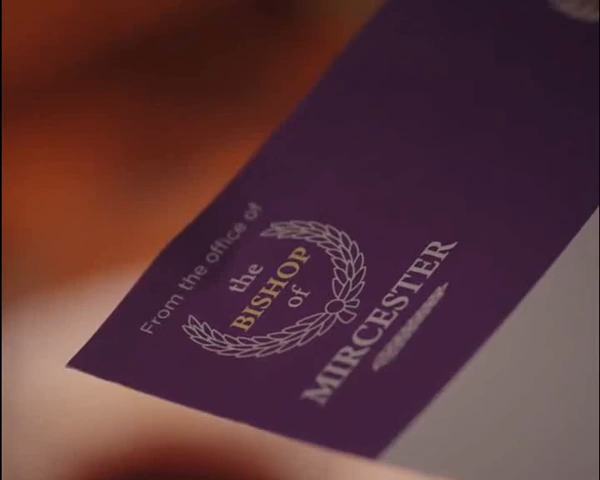 From the office of
the
BISHOP
of
MIRCESTER